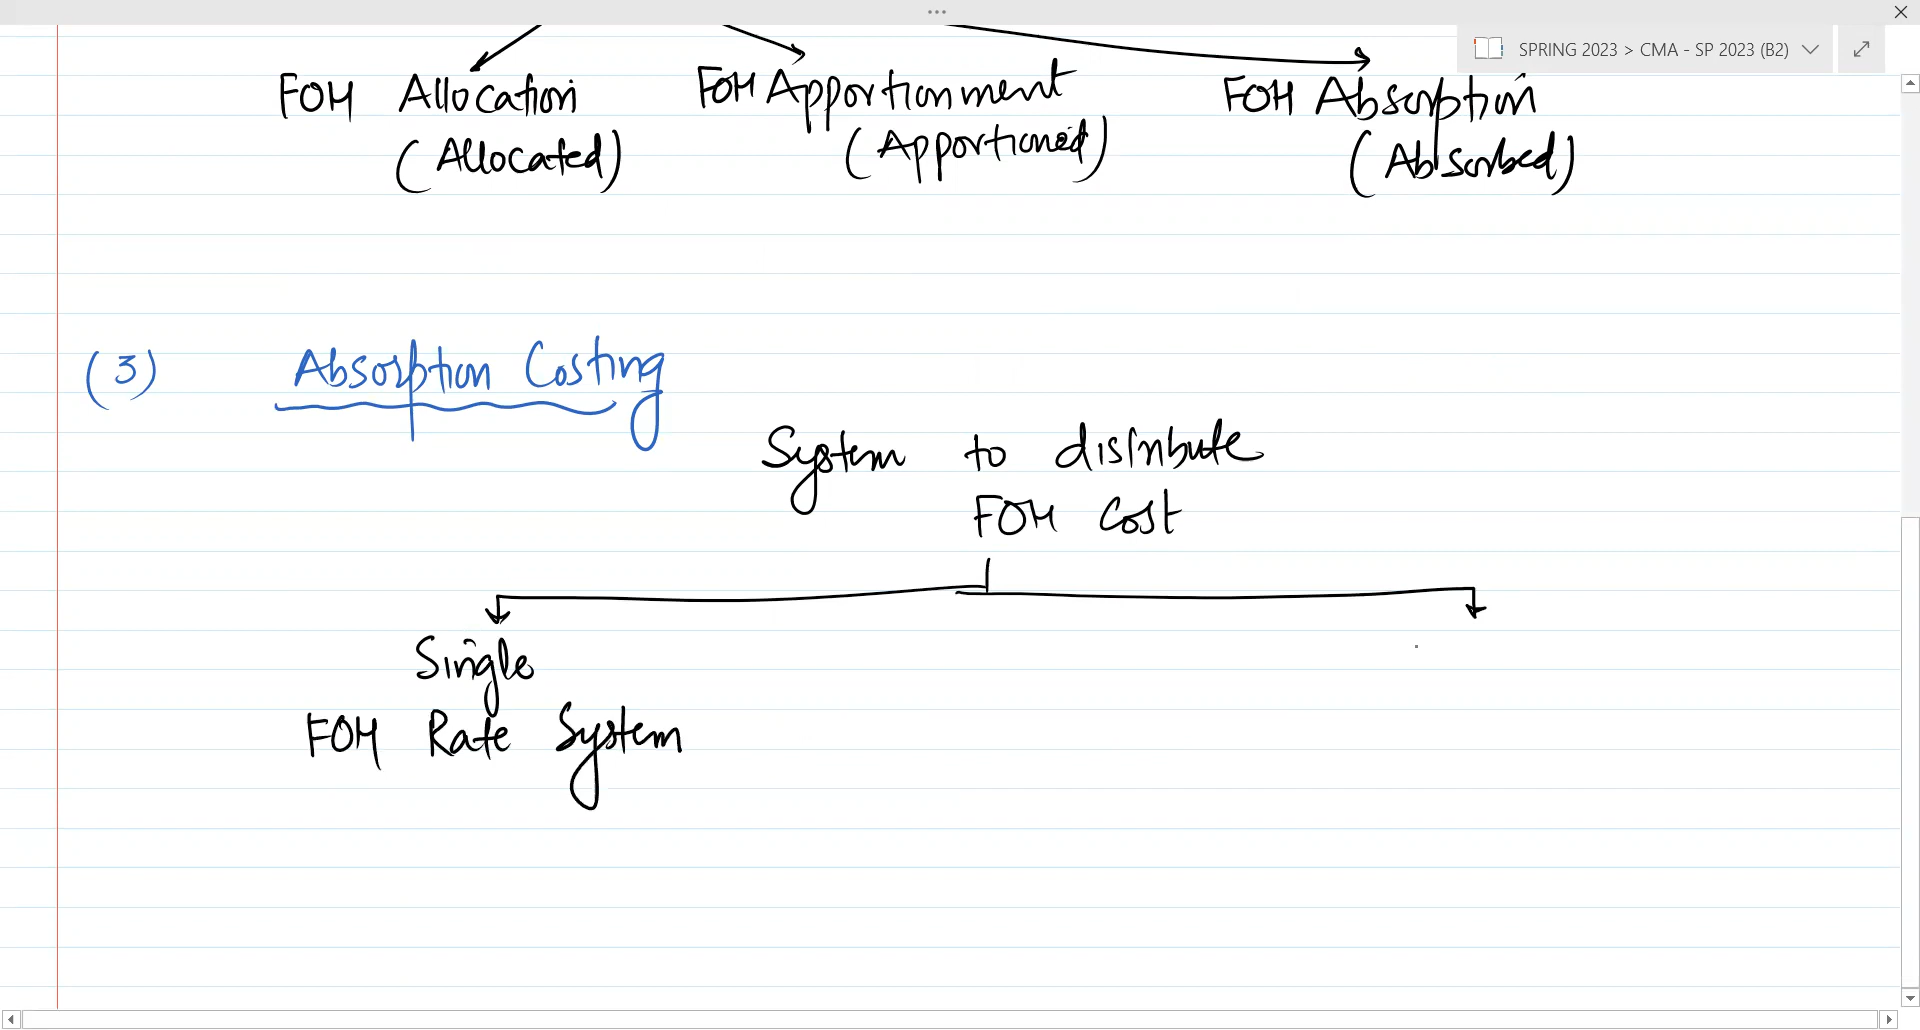 SPRING 2023 > CMA - SP 2023 (B2)
FOH Allocation FOH Apportionment FOH Absorption
(Allocated) (Apportioned) (Absorbed)
(3) Absorption Costing
System to distribute
FOH Cost
Single
FOH Rate System